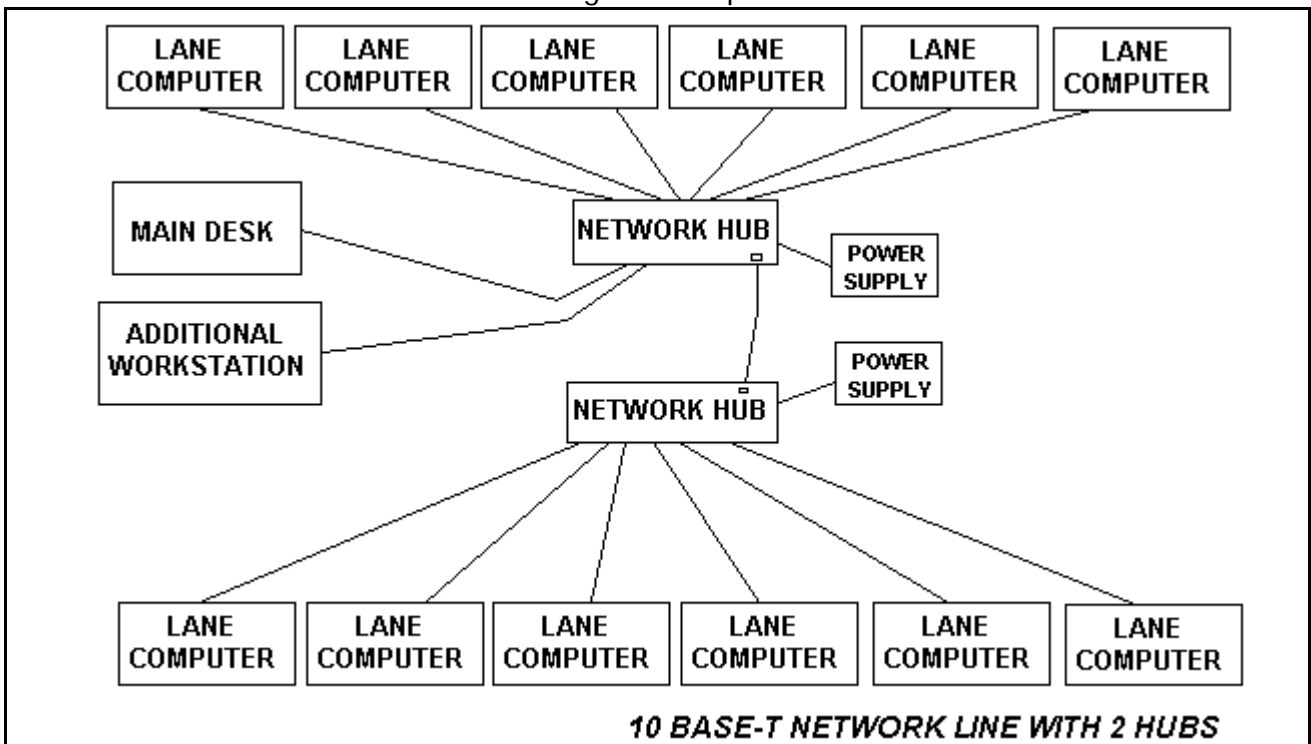 LANE
COMPUTER
LANE
COMPUTER
LANE
COMPUTER
LANE
COMPUTER
LANE
COMPUTER
LANE
COMPUTER
MAIN DESK
NETWORK HUB
POWER
SUPPLY
ADDITIONAL
WORKSTATION
POWER
SUPPLY
NETWORK HUB
LANE
COMPUTER
LANE
COMPUTER
LANE
COMPUTER
LANE
COMPUTER
LANE
COMPUTER
LANE
COMPUTER
10 BASE-T NETWORK LINE WITH 2 HUBS